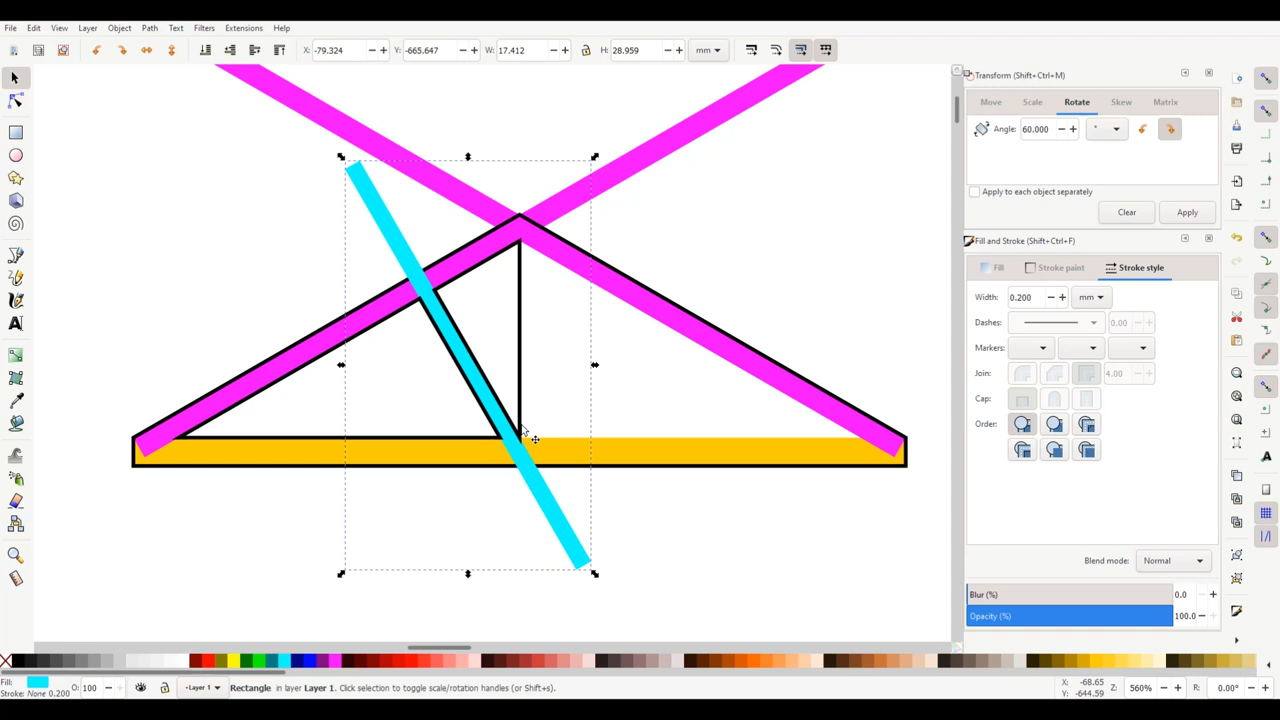 File Edit View Layer Object Path Text Filters Extensions Help
X: -79.324 Y: -665.647 W: 17.412 H: 28.959 mm
Transform (Shift+Ctrl+M)
Move Scale Rotate Skew Matrix
Angle: 60.000 °
Apply to each object separately
Clear Apply
Fill and Stroke (Shift+Ctrl+F)
Fill Stroke paint Stroke style
Width: 0.200 mm
Dashes: 0.00
Markers:
Join: 4.00
Cap:
Order:
Blend mode: Normal
Blur (%) 0.0
Opacity (%) 100.0
Fill: O: 100 Layer 1 Rectangle in layer Layer 1. Click selection to toggle scale/rotation handles (or Shift+s). X: -68.65 Z: 560% R: 0.00°
Stroke: None 0.200 Y: -644.59